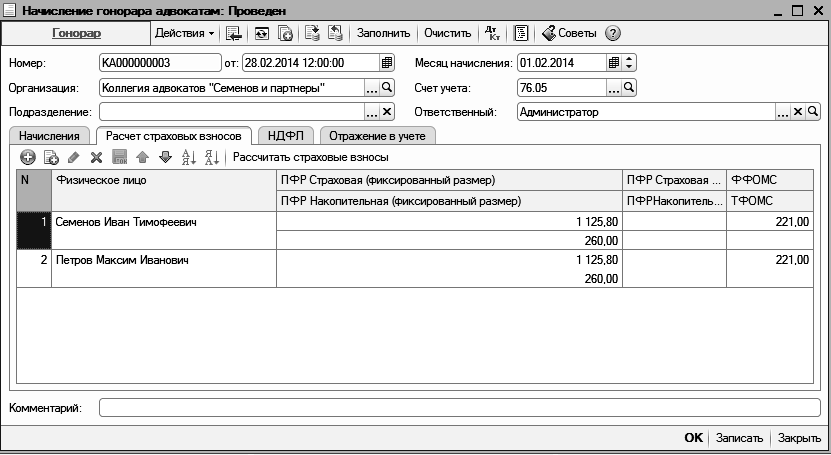 Начисление гонорара адвокатам: Проведен
Гонорар Действия Заполнить Очистить Дт Кт Советы
Номер: КА000000003 от: 28.02.2014 12:00:00 Месяц начисления: 01.02.2014
Организация: Коллегия адвокатов "Семенов и партнеры" ... Счет учета: 76.05 ...
Подразделение: ... Ответственный: Администратор ...
Начисления Расчет страховых взносов НДФЛ Отражение в учете
Рассчитать страховые взносы
N Физическое лицо ПФР Страховая (фиксированный размер) ПФР Страховая ... ФФОМС
ПФР Накопительная (фиксированный размер) ПФРНакопитель... ТФОМС
1 Семенов Иван Тимофеевич 1 125,80 221,00
260,00
2 Петров Максим Иванович 1 125,80 221,00
260,00
Комментарий:
OK Записать Закрыть